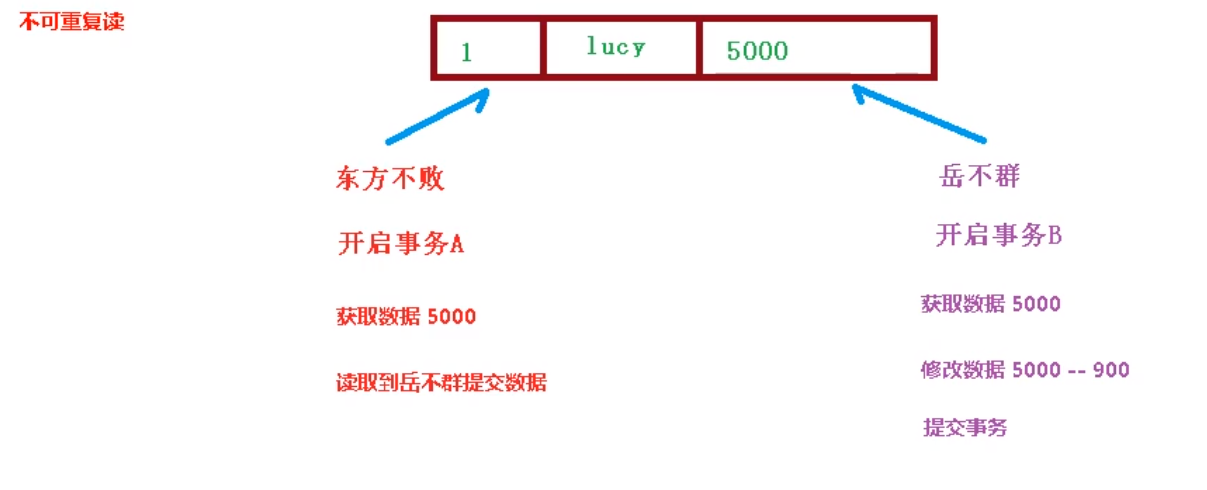 不可重复读
1 lucy 5000
东方不败
岳不群
开启事务A
开启事务B
获取数据 5000
获取数据 5000
读取到岳不群提交数据
修改数据 5000 -- 900
提交事务